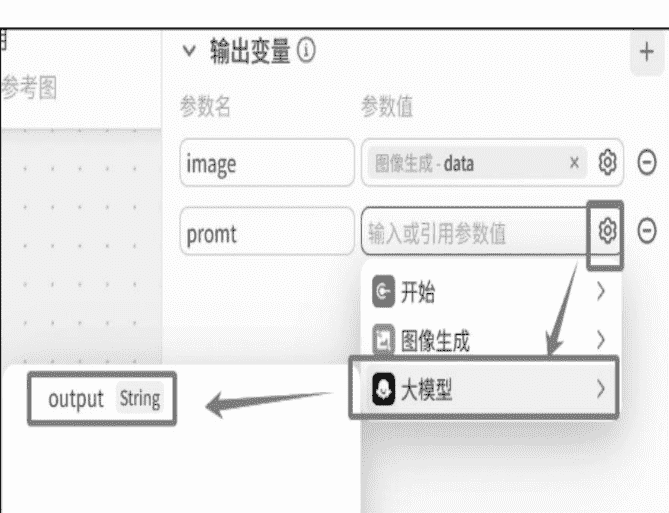 输出变量
参考图
参数名 参数值
image 图像生成 - data
promt 输入或引用参数值
开始
图像生成
大模型
output String